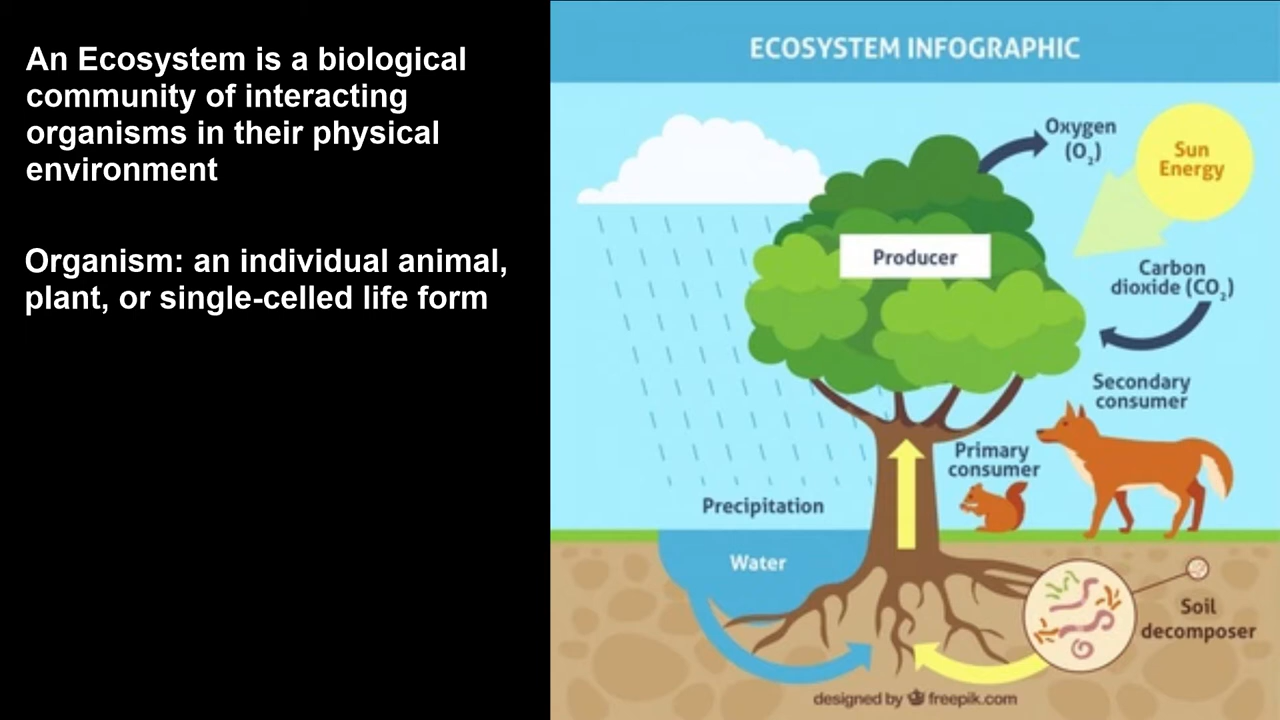 An Ecosystem is a biological
community of interacting
organisms in their physical
environment
Organism: an individual animal,
plant, or single-celled life form
ECOSYSTEM INFOGRAPHIC
Oxygen
(O₂)
Sun
Energy
Producer
Carbon
dioxide (CO₂)
Secondary
consumer
Primary
consumer
Precipitation
Water
Soil
decomposer
designed by freepik.com